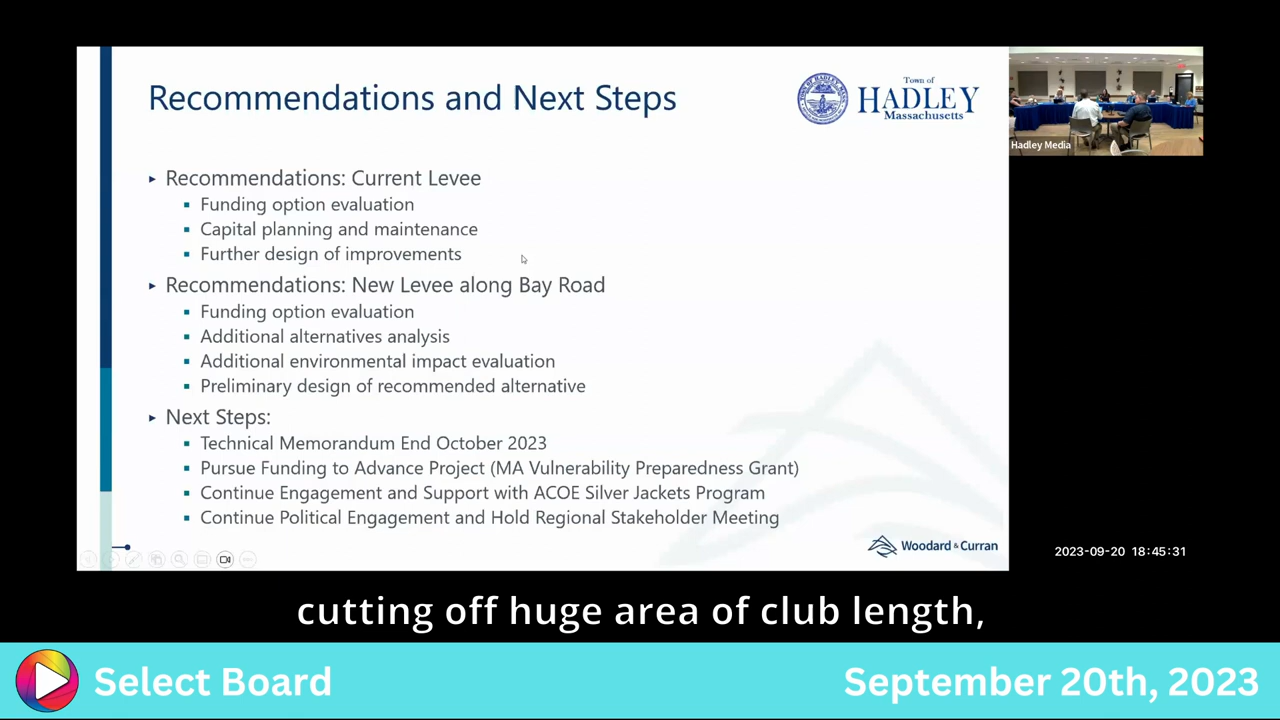 Recommendations and Next Steps
Town of
HADLEY
Massachusetts
Hadley Media
▸ Recommendations: Current Levee
▪ Funding option evaluation
▪ Capital planning and maintenance
▪ Further design of improvements
▸ Recommendations: New Levee along Bay Road
▪ Funding option evaluation
▪ Additional alternatives analysis
▪ Additional environmental impact evaluation
▪ Preliminary design of recommended alternative
▸ Next Steps:
▪ Technical Memorandum End October 2023
▪ Pursue Funding to Advance Project (MA Vulnerability Preparedness Grant)
▪ Continue Engagement and Support with ACOE Silver Jackets Program
▪ Continue Political Engagement and Hold Regional Stakeholder Meeting
Woodard & Curran
2023-09-20 18:45:31
cutting off huge area of club length,
Select Board
September 20th, 2023